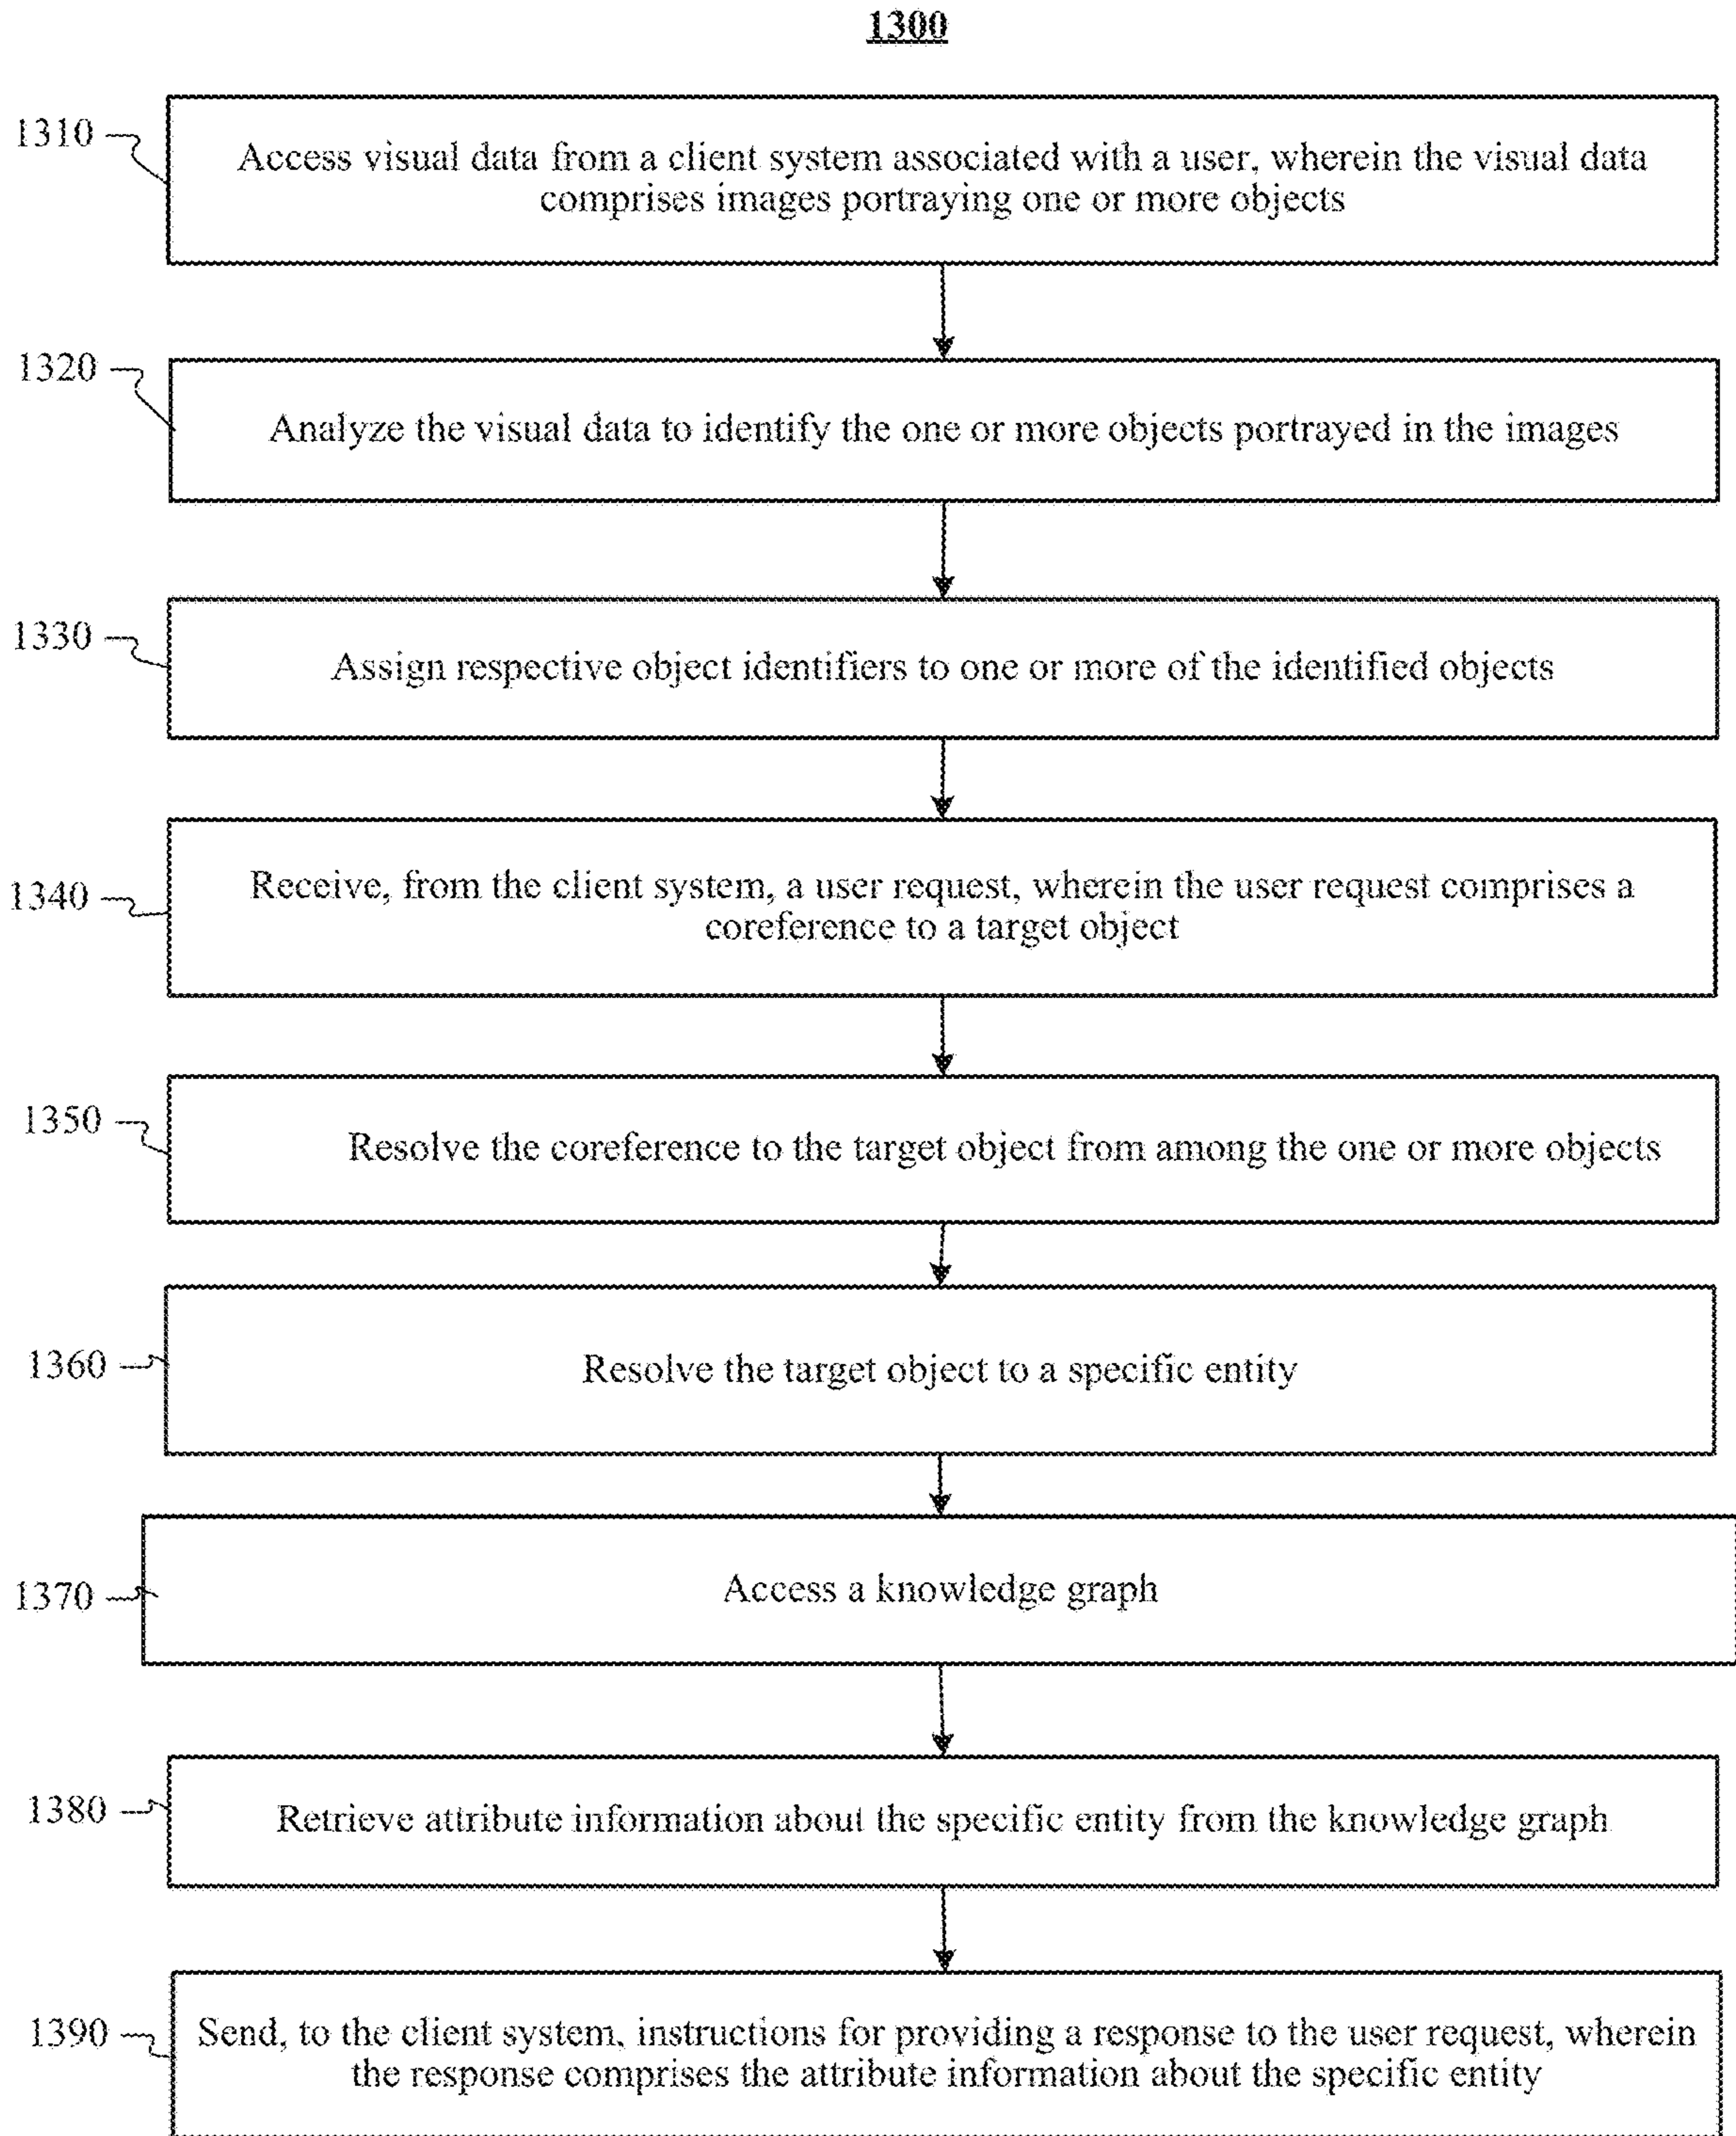 1300
1310
Access visual data from a client system associated with a user, wherein the visual data
comprises images portraying one or more objects
1320
Analyze the visual data to identify the one or more objects portrayed in the images
1330
Assign respective object identifiers to one or more of the identified objects
1340
Receive, from the client system, a user request, wherein the user request comprises a
coreference to a target object
1350
Resolve the coreference to the target object from among the one or more objects
1360
Resolve the target object to a specific entity
1370
Access a knowledge graph
1380
Retrieve attribute information about the specific entity from the knowledge graph
1390
Send, to the client system, instructions for providing a response to the user request, wherein
the response comprises the attribute information about the specific entity